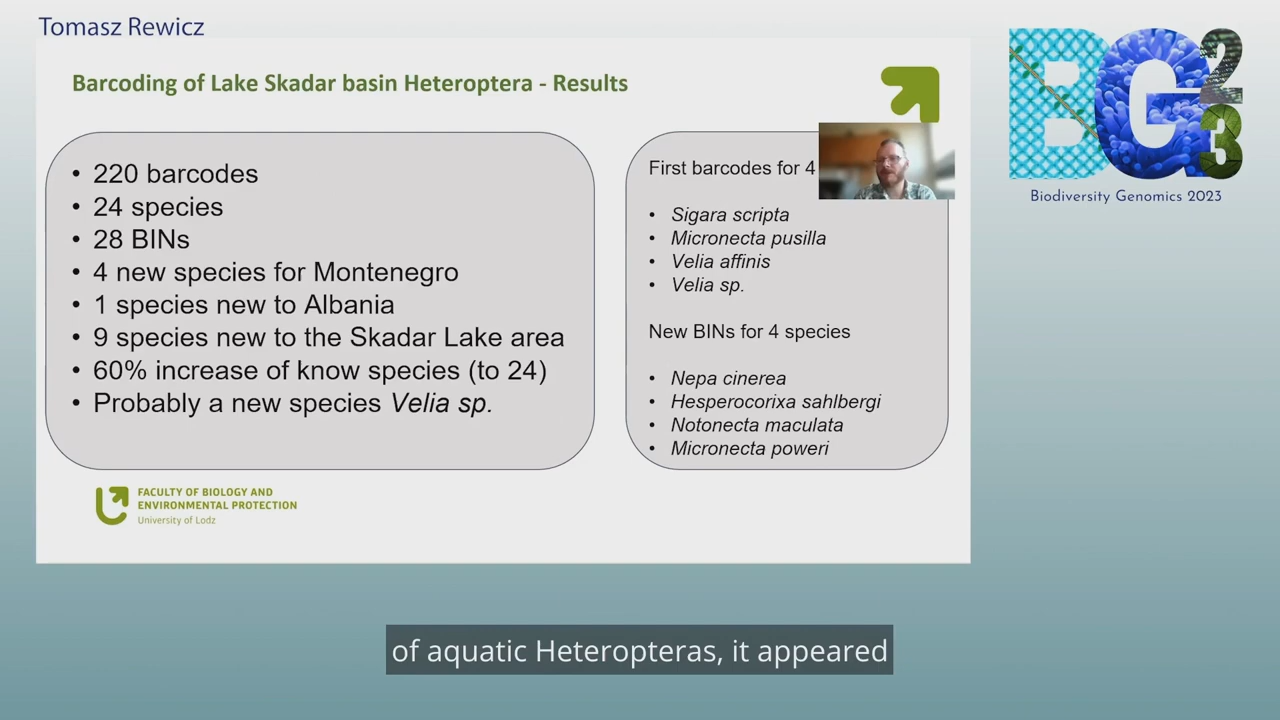 Tomasz Rewicz
Barcoding of Lake Skadar basin Heteroptera - Results
• 220 barcodes
• 24 species
• 28 BINs
• 4 new species for Montenegro
• 1 species new to Albania
• 9 species new to the Skadar Lake area
• 60% increase of know species (to 24)
• Probably a new species Velia sp.
First barcodes for 4
• Sigara scripta
• Micronecta pusilla
• Velia affinis
• Velia sp.
New BINs for 4 species
• Nepa cinerea
• Hesperocorixa sahlbergi
• Notonecta maculata
• Micronecta poweri
FACULTY OF BIOLOGY AND
ENVIRONMENTAL PROTECTION
University of Lodz
BG23
Biodiversity Genomics 2023
of aquatic Heteropteras, it appeared